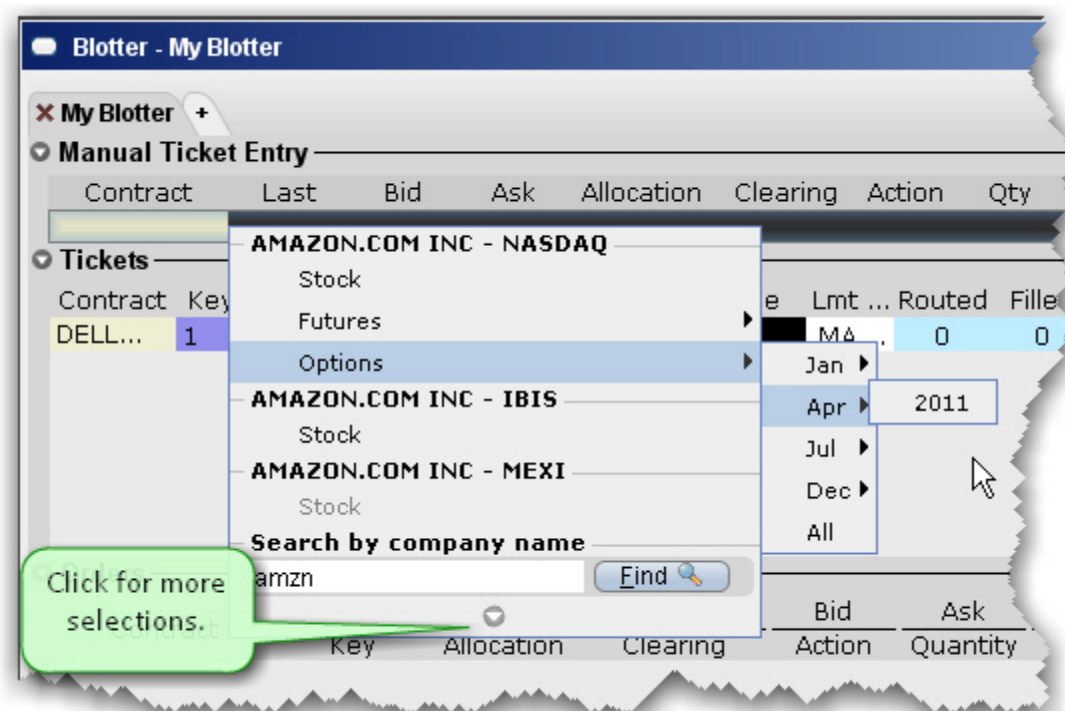 Blotter - My Blotter
My Blotter +
Manual Ticket Entry
Contract Last Bid Ask Allocation Clearing Action Qty
AMAZON.COM INC - NASDAQ
Tickets
Stock
Contract Key Lmt ... Routed Fille
Futures
DELL... 1 0 0
Options
Jan
AMAZON.COM INC - IBIS
Apr 2011
Stock
Jul
AMAZON.COM INC - MEXI
Dec
Stock
All
Search by company name
amzn Find
Click for more
selections.
Bid Ask
Contract Key Allocation Clearing Action Quantity